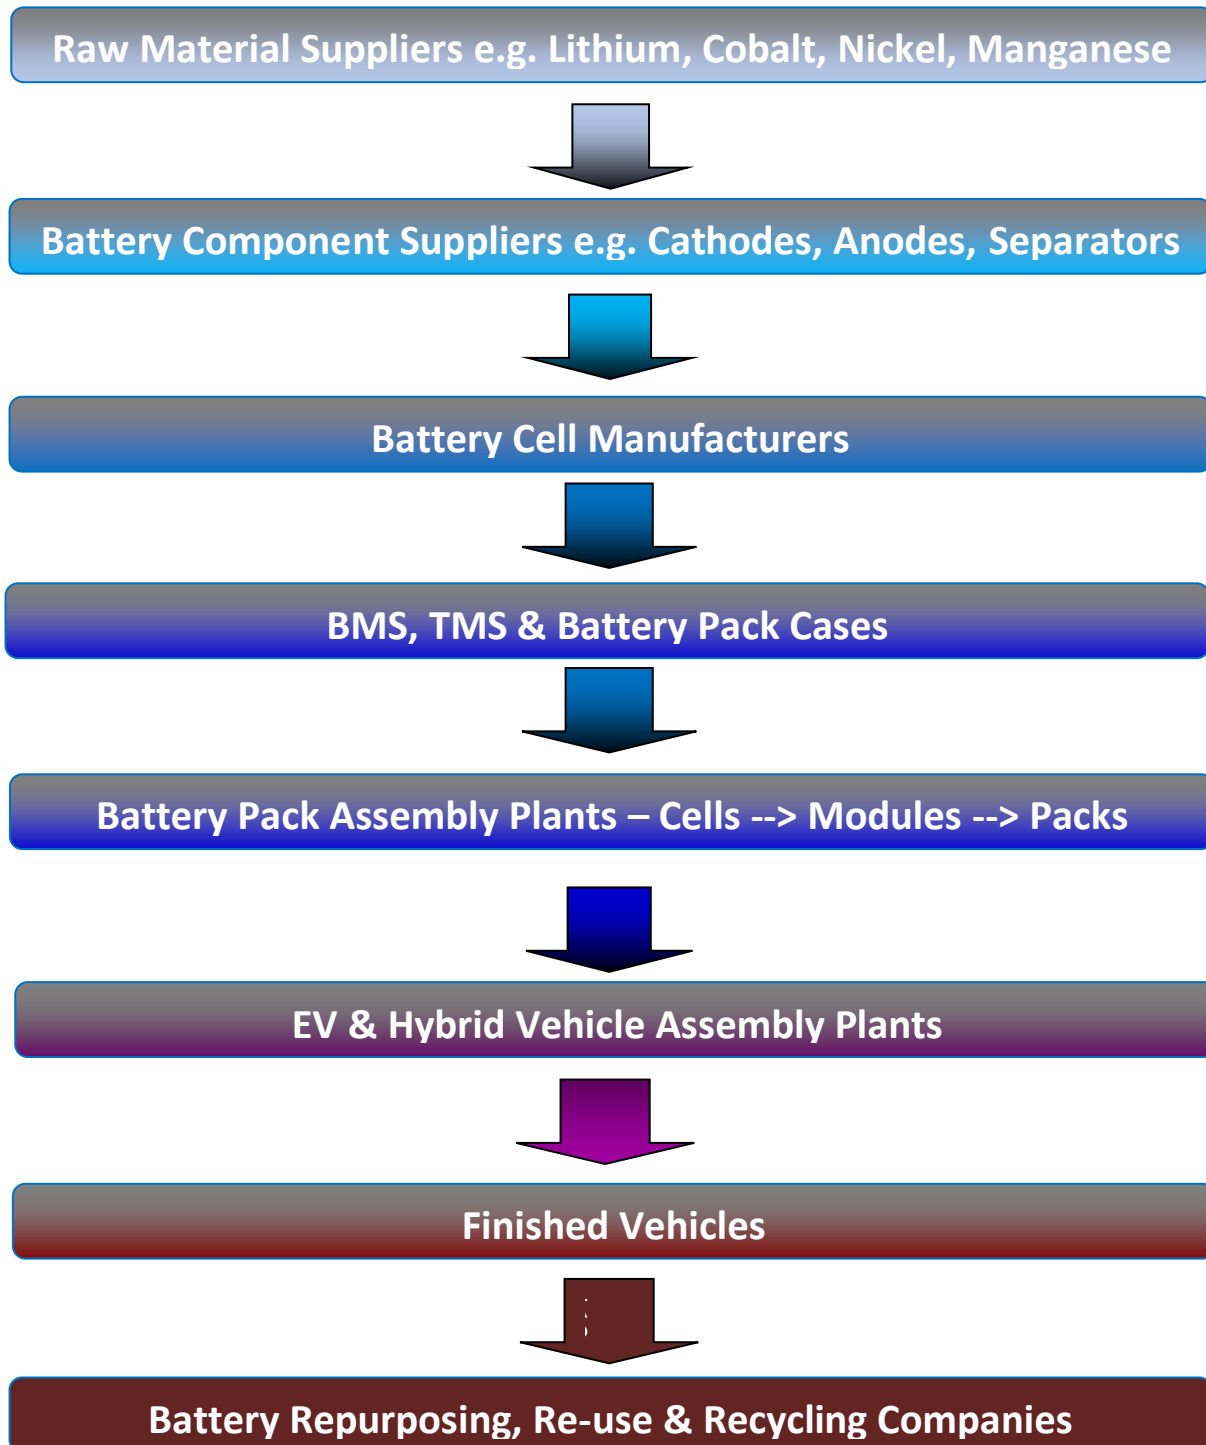 Raw Material Suppliers e.g. Lithium, Cobalt, Nickel, Manganese
Battery Component Suppliers e.g. Cathodes, Anodes, Separators
Battery Cell Manufacturers
BMS, TMS & Battery Pack Cases
Battery Pack Assembly Plants – Cells --> Modules --> Packs
EV & Hybrid Vehicle Assembly Plants
Finished Vehicles
Battery Repurposing, Re-use & Recycling Companies